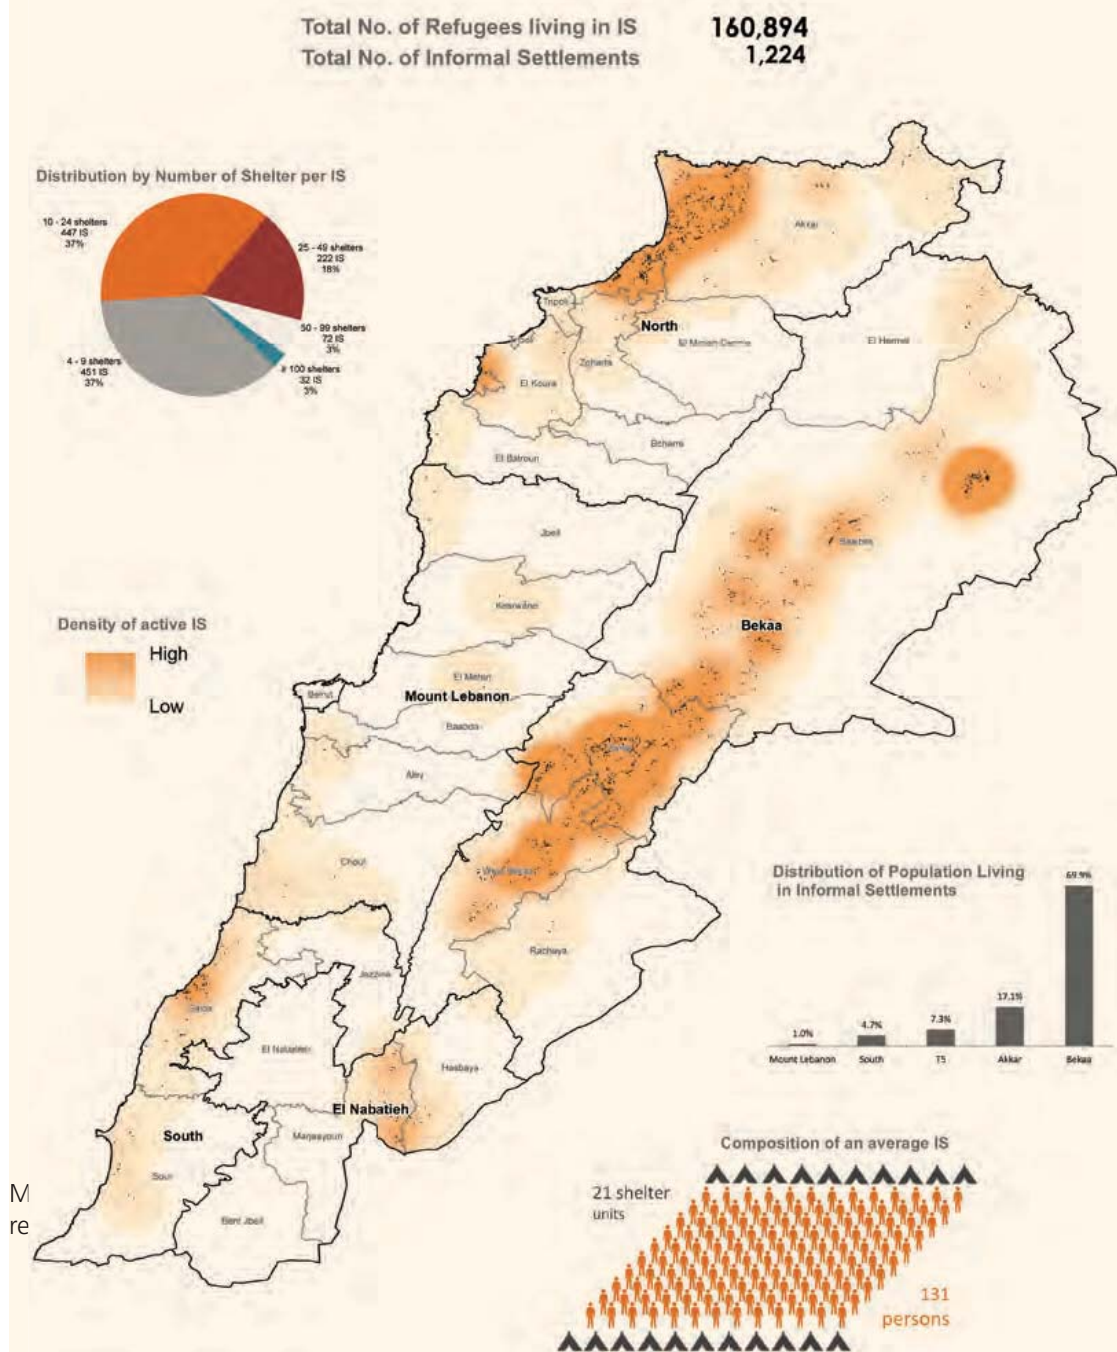 Total No. of Refugees living in IS 160,894
Total No. of Informal Settlements 1,224
Distribution by Number of Shelter per IS
10 - 24 shelters
447 IS
37%
25 - 49 shelters
222 IS
18%
50 - 99 shelters
72 IS
3%
≥ 100 shelters
32 IS
3%
4 - 9 shelters
451 IS
37%
Akkar
Tripoli
North
El Hermel
Zgharta
El Koura
Bcharre
El Batroun
Jbeil
Baalbek
Kesrwane
Density of active IS
High
Low
Bekaa
El Meten
Beirut
Mount Lebanon
Baabda
Aley
Chouf
West Bekaa
Rachaya
Jazzine
Saida
El Nabatieh
Hasbaya
El Nabatieh
South
Marjaayoun
Sour
Bent Jbeil
M
re
Distribution of Population Living
in Informal Settlements
69.9%
17.1%
7.3%
4.7%
1.0%
Mount Lebanon South T5 Akkar Bekaa
Composition of an average IS
21 shelter
units
131
persons